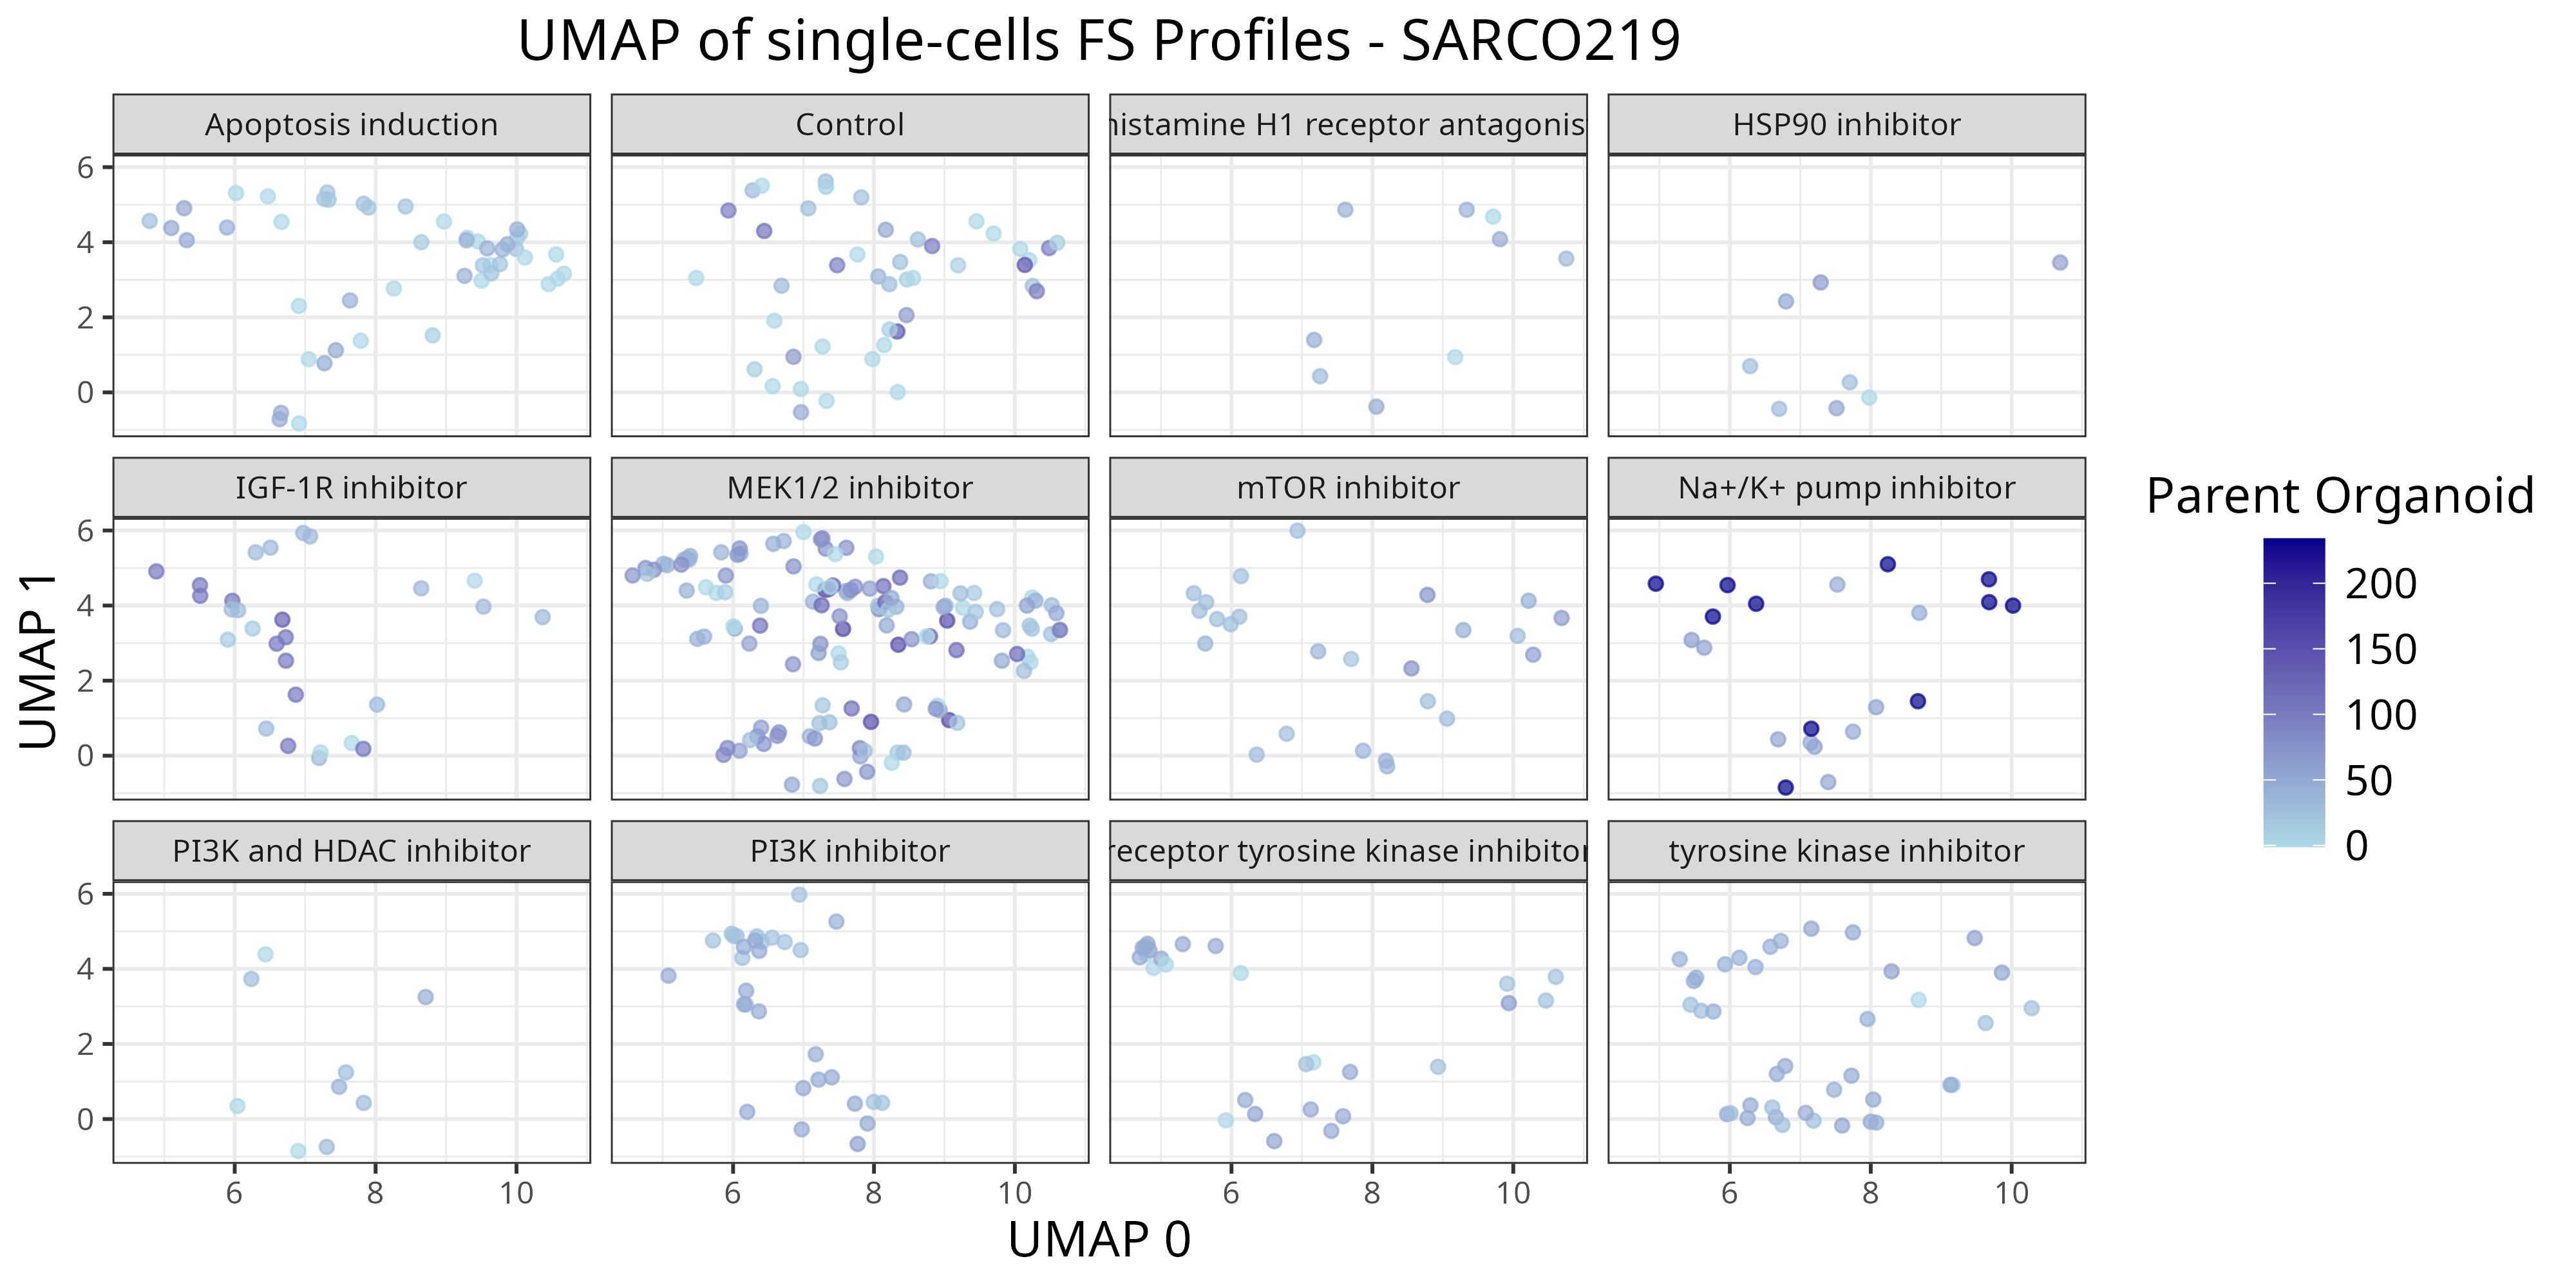 UMAP of single-cells FS Profiles - SARCO219
Apoptosis induction
Control
histamine H1 receptor antagonis
HSP90 inhibitor
6
4
2
0
IGF-1R inhibitor
MEK1/2 inhibitor
mTOR inhibitor
Na+/K+ pump inhibitor
6
4
2
0
PI3K and HDAC inhibitor
PI3K inhibitor
receptor tyrosine kinase inhibitor
tyrosine kinase inhibitor
6
4
2
0
6 8 10
6 8 10
6 8 10
6 8 10
UMAP 0
UMAP 1
Parent Organoid
200
150
100
50
0